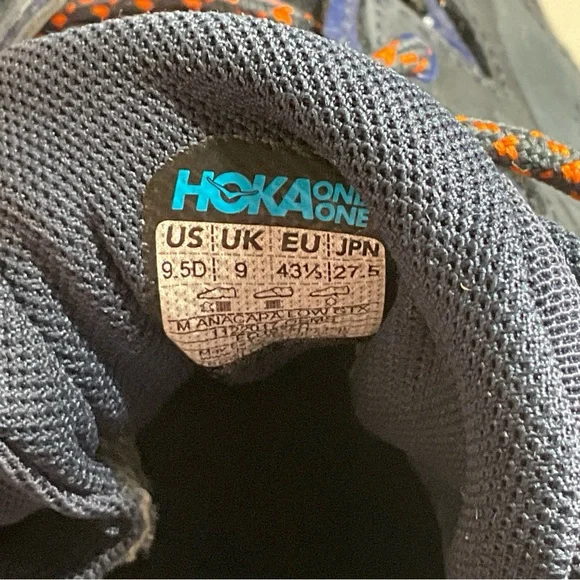 HOKA ONE ONE
US UK EU JPN
9.5D 9 43⅓ 27.5
M ANACAPA LOW GTX